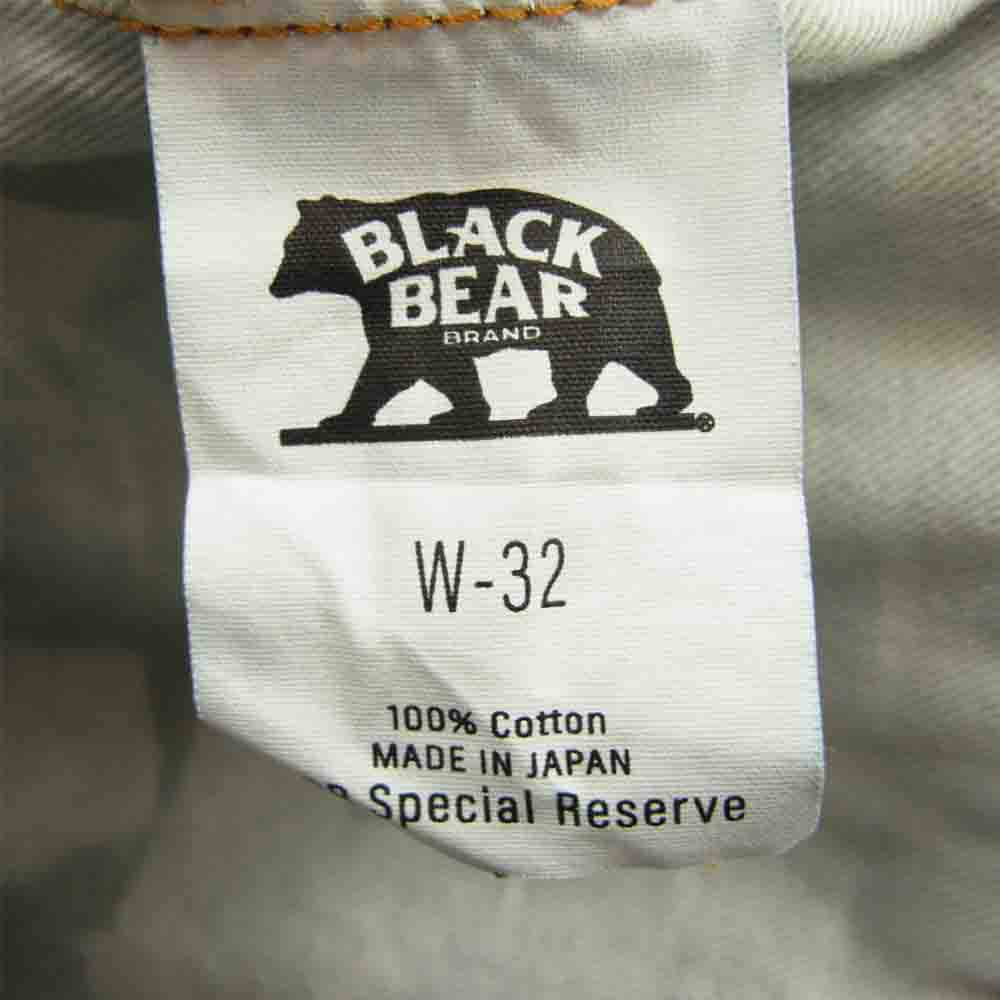 BLACK
BEAR
BRAND
®
W-32
100% Cotton
MADE IN JAPAN
Special Reserve